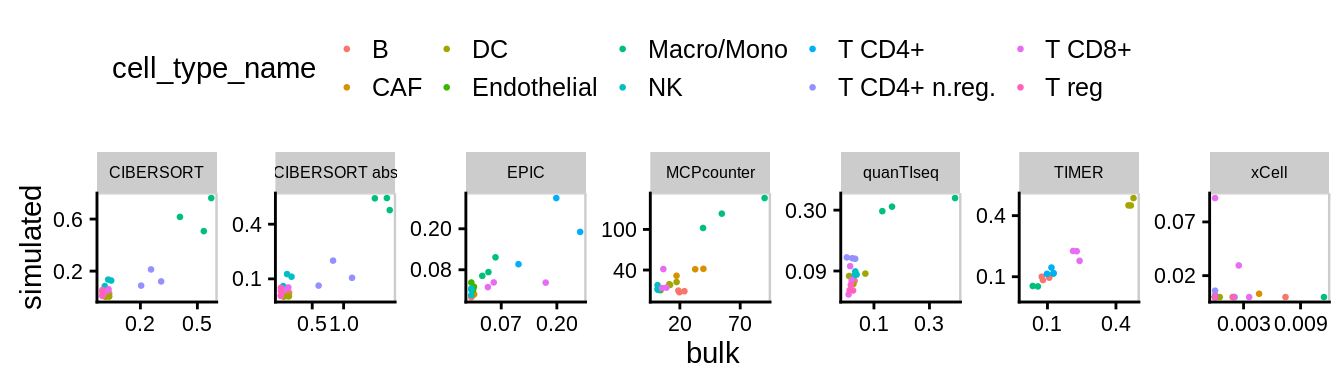 cell_type_name
B
DC
Macro/Mono
T CD4+
T CD8+
CAF
Endothelial
NK
T CD4+ n.reg.
T reg
CIBERSORT
CIBERSORT abs
EPIC
MCPcounter
quanTIseq
TIMER
xCell
simulated
0.6
0.2
0.4
0.1
0.20
0.08
100
40
0.30
0.09
0.4
0.1
0.07
0.02
0.2 0.5
0.51.0
0.07 0.20
20 70
0.1 0.3
0.1 0.4
0.003 0.009
bulk